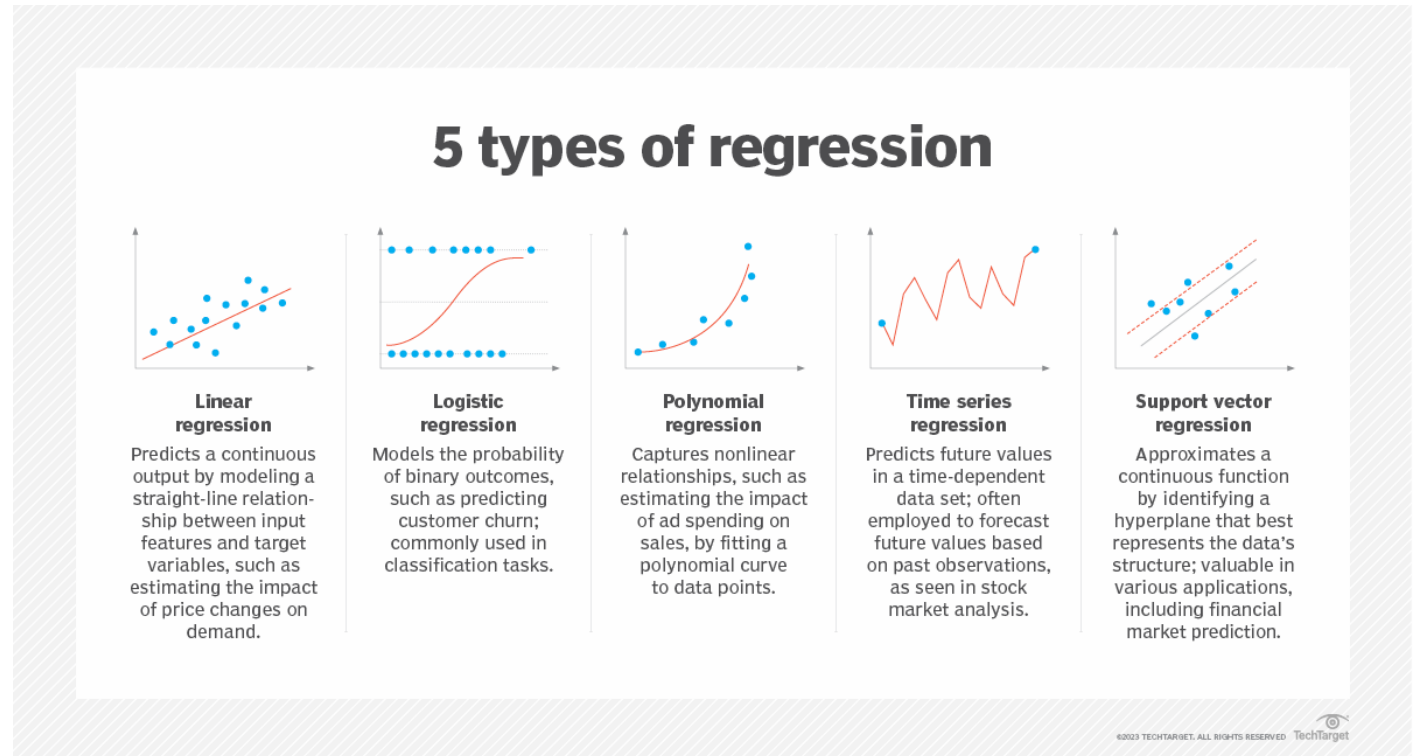 5 types of regression
Linear
regression
Predicts a continuous
output by modeling a
straight-line relation-
ship between input
features and target
variables, such as
estimating the impact
of price changes on
demand.
Logistic
regression
Models the probability
of binary outcomes,
such as predicting
customer churn;
commonly used in
classification tasks.
Polynomial
regression
Captures nonlinear
relationships, such as
estimating the impact
of ad spending on
sales, by fitting a
polynomial curve
to data points.
Time series
regression
Predicts future values
in a time-dependent
data set; often
employed to forecast
future values based
on past observations,
as seen in stock
market analysis.
Support vector
regression
Approximates a
continuous function
by identifying a
hyperplane that best
represents the data's
structure; valuable in
various applications,
including financial
market prediction.
©2023 TECHTARGET. ALL RIGHTS RESERVED TechTarget